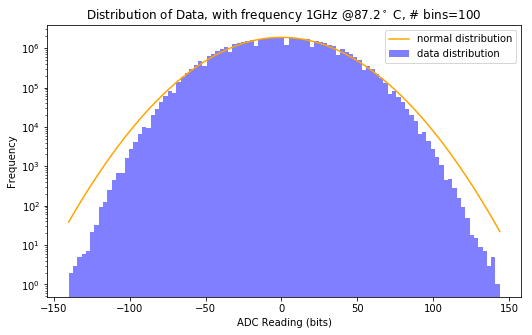 Distribution of Data, with frequency 1GHz @87.2° C, # bins=100
normal distribution
data distribution
Frequency
10⁶
10⁵
10⁴
10³
10²
10¹
10⁰
−150 −100 −50 0 50 100 150
ADC Reading (bits)